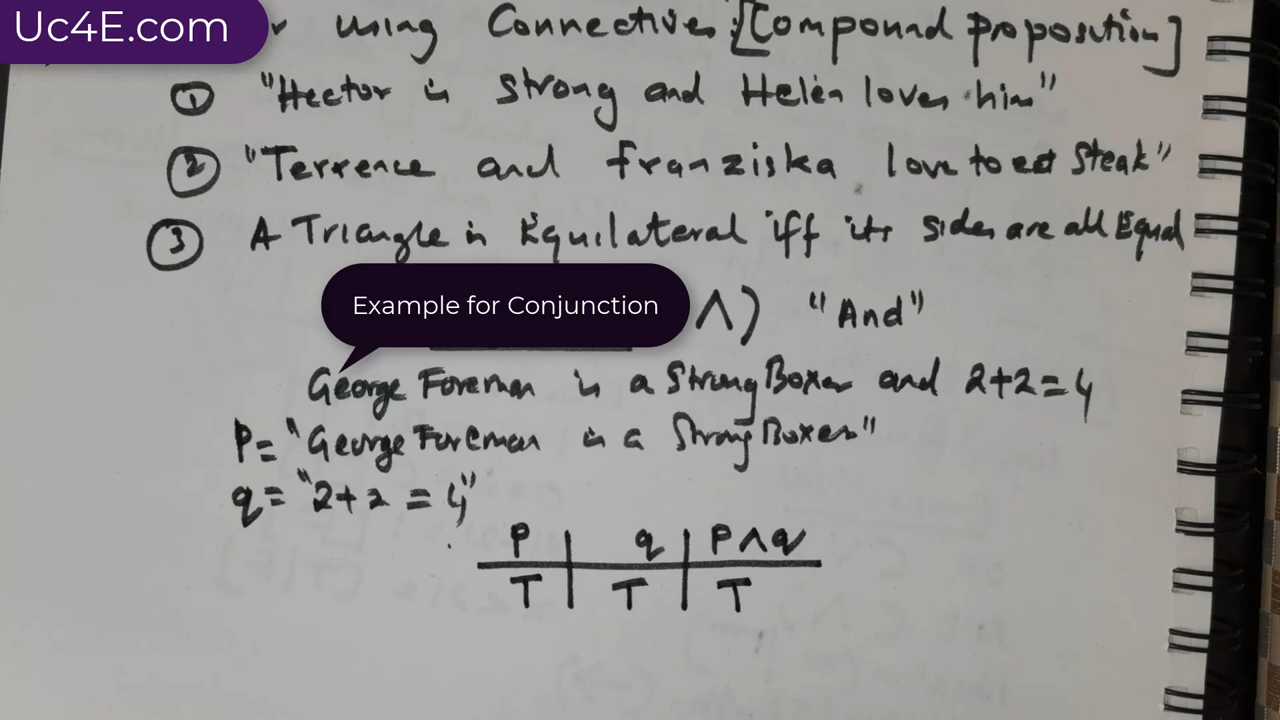 Uc4E.com
r using Connectives [Compound proposition]
① "Hector is strong and Helen loves him"
② "Terrence and Franziska love to eat Steak"
③ A Triangle is Equilateral iff its sides are all Equal
Example for Conjunction
∧) "And"
George Foreman is a Strong Boxer and 2+2=4
P= "George Foreman is a Strong Boxer"
q= "2+2=4"
P q P∧q
T T T